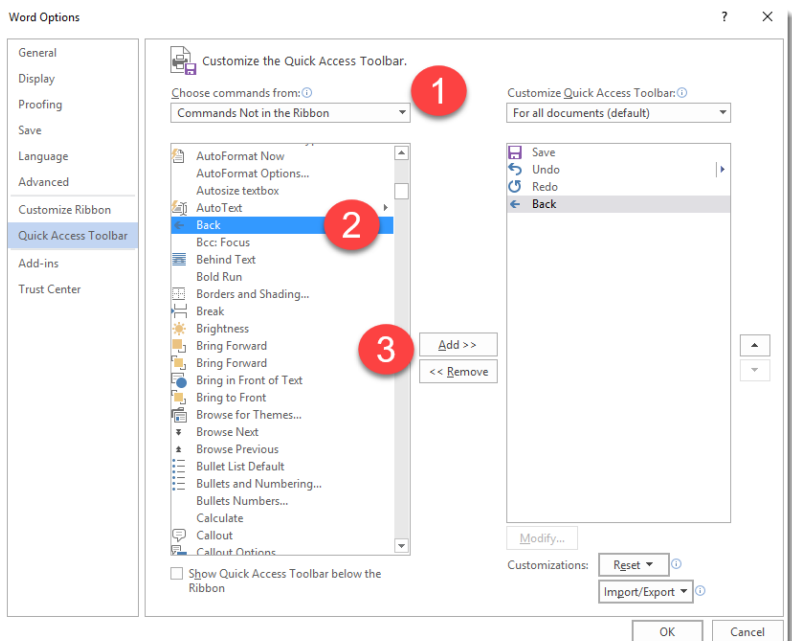 Word Options
?
General
Display
Proofing
Save
Language
Advanced
Customize Ribbon
Quick Access Toolbar
Add-ins
Trust Center
Customize the Quick Access Toolbar.
Choose commands from:
1
Commands Not in the Ribbon
AutoFormat Now
AutoFormat Options...
Autosize textbox
AutoText
Back
2
Bcc: Focus
Behind Text
Bold Run
Borders and Shading...
Break
Brightness
Bring Forward
Bring Forward
Bring in Front of Text
Bring to Front
Browse for Themes...
Browse Next
Browse Previous
Bullet List Default
Bullets and Numbering...
Bullets Numbers...
Calculate
Callout
Callout Options
Show Quick Access Toolbar below the
Ribbon
3
Add >>
<< Remove
Customize Quick Access Toolbar:
For all documents (default)
Save
Undo
Redo
Back
Modify...
Customizations:
Reset
Import/Export
OK
Cancel